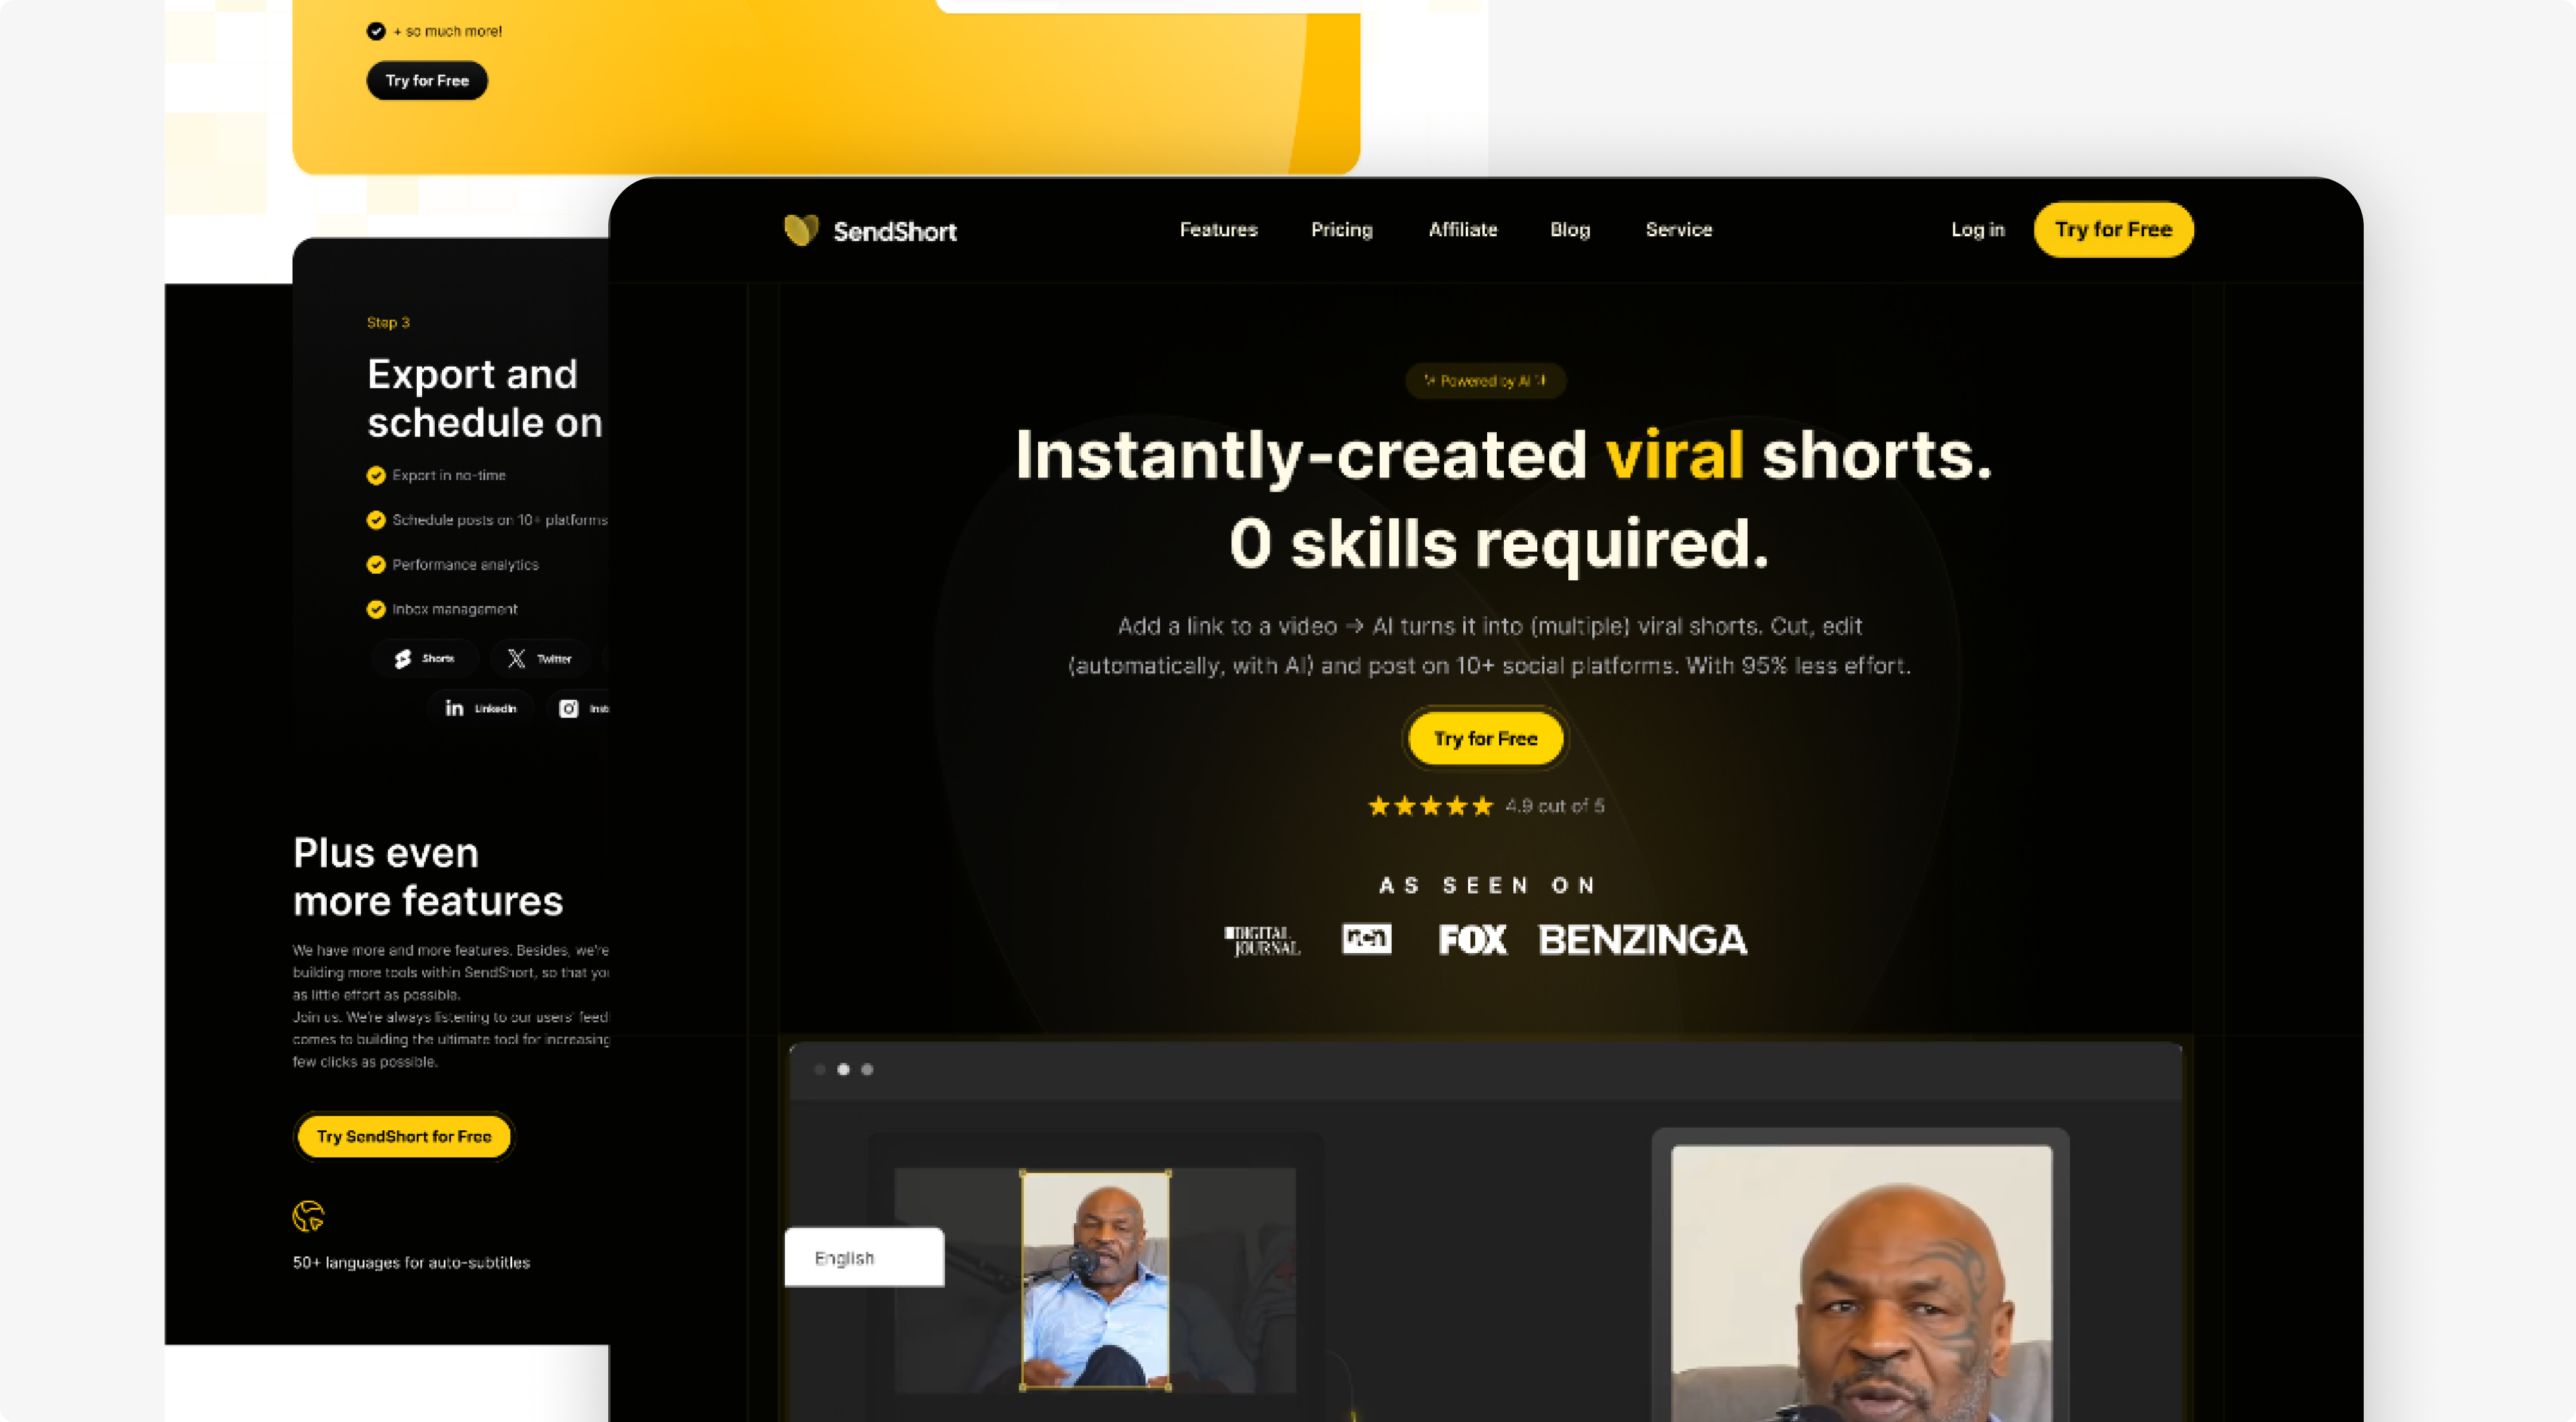 + so much more!
Try for Free
Step 3
Export and
schedule on
Export in no-time
Schedule posts on 10+ platforms
Performance analytics
Inbox management
Shorts
Twitter
LinkedIn
Inst
Plus even
more features
We have more and more features. Besides, we're
building more tools within SendShort, so that you
as little effort as possible.
Join us. We're always listening to our users' feed
comes to building the ultimate tool for increasing
few clicks as possible.
Try SendShort for Free
50+ languages for auto-subtitles
SendShort
Features
Pricing
Affiliate
Blog
Service
Log in
Try for Free
Powered by AI
Instantly-created viral shorts.
0 skills required.
Add a link to a video → AI turns it into (multiple) viral shorts. Cut, edit
(automatically, with AI) and post on 10+ social platforms. With 95% less effort.
Try for Free
4.9 out of 5
AS SEEN ON
DIGITAL
JOURNAL
FOX
BENZINGA
English